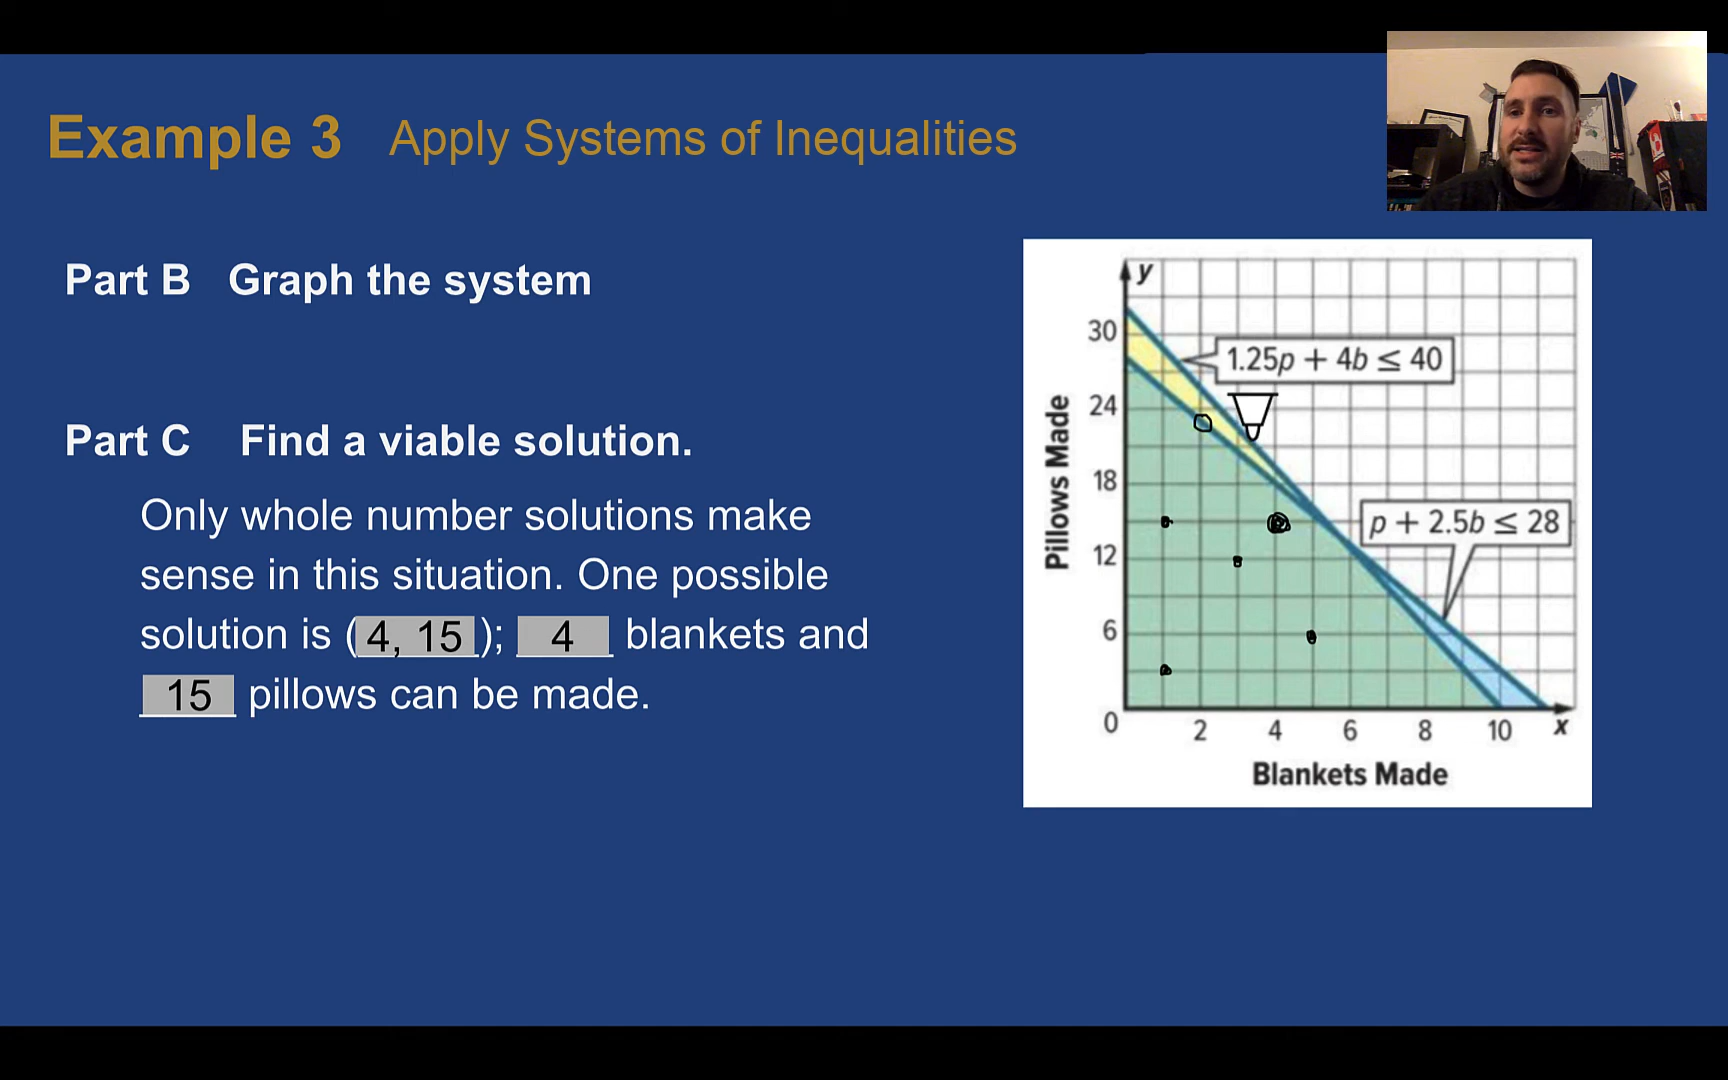 Example 3 Apply Systems of Inequalities
Part B Graph the system
Part C Find a viable solution.
Only whole number solutions make
sense in this situation. One possible
solution is (4, 15); 4 blankets and
15 pillows can be made.
y
30
24
18
12
6
0
2 4 6 8 10 x
Pillows Made
Blankets Made
1.25p + 4b ≤ 40
p + 2.5b ≤ 28